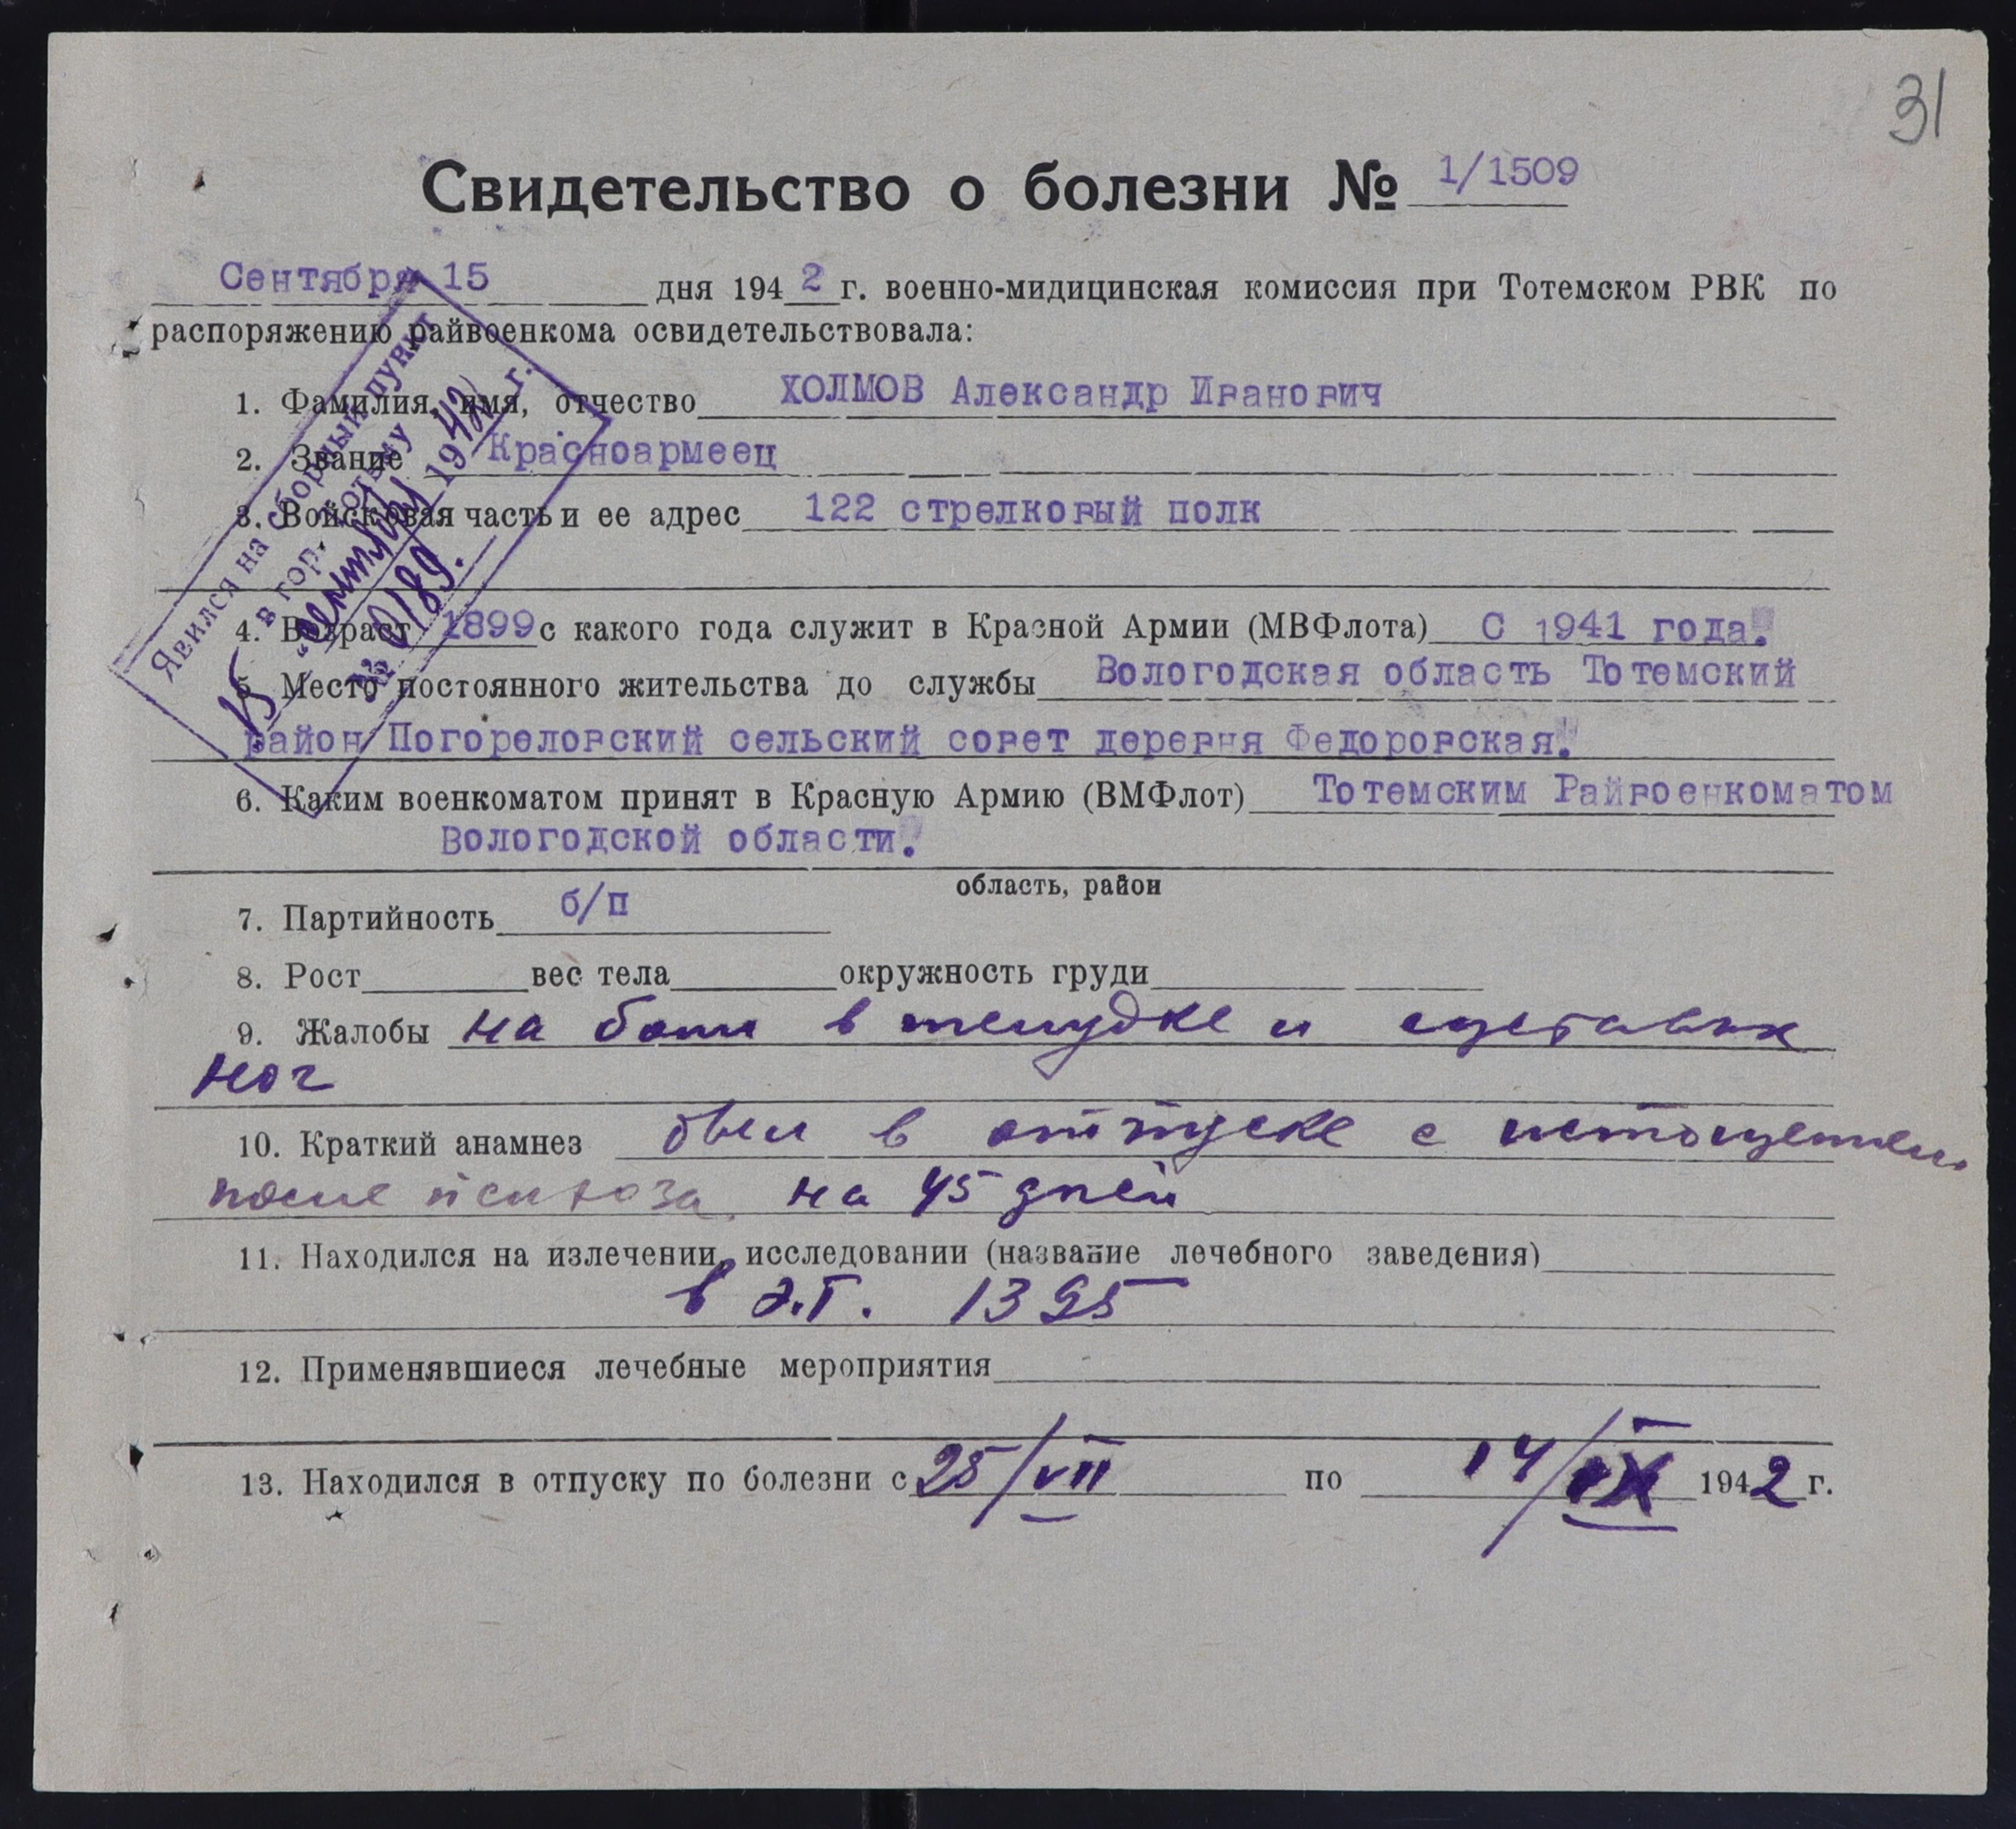 31
Свидетельство о болезни № 1/1509
Сентября 15 дня 1942 г. военно-мидицинская комиссия при Тотемском РВК по
распоряжению райвоенкома освидетельствовала:
1. Фамилия, имя, отчество ХОЛМОВ Александр Иванович
2. Звание Красноармеец
3. Войсковая часть и ее адрес 122 стрелковый полк
4. Возраст 1899 с какого года служит в Красной Армии (МВФлота) С 1941 года.
5. Место постоянного жительства до службы Вологодская область Тотемский
район Погореловский сельский совет деревня Федоровская.
6. Каким военкоматом принят в Красную Армию (ВМФлот) Тотемским Райвоенкоматом
Вологодской области.
область, район
7. Партийность б/п
8. Рост вес тела окружность груди
9. Жалобы на боли в желудке и суставах
ног
10. Краткий анамнез был в отпуске с истощением
после психоза на 45 дней
11. Находился на излечении, исследовании (название лечебного заведения)
в э.г. 1395
12. Применявшиеся лечебные мероприятия
13. Находился в отпуску по болезни с 25/VII по 14/IX 1942 г.
Явился на сборный пункт
в гор.
15 "сентября 1942 г.
№ 0189.